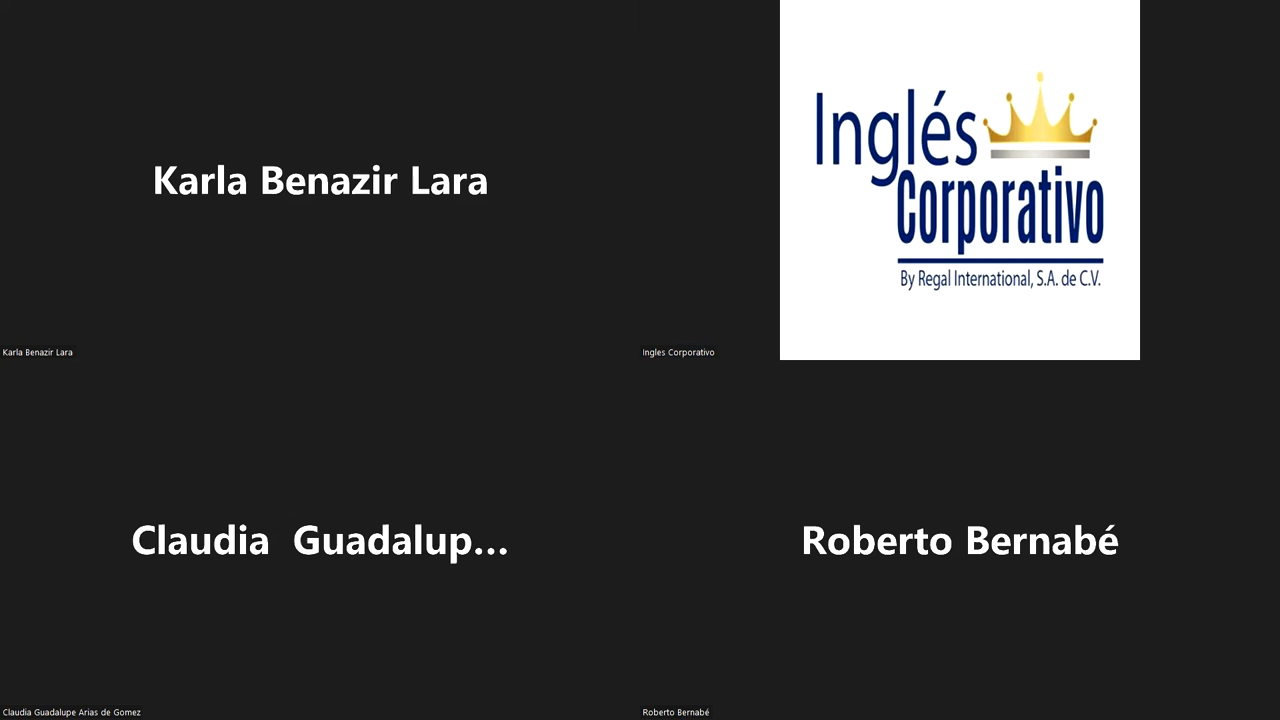 Karla Benazir Lara
Karla Benazir Lara
Inglés
Corporativo
By Regal International, S.A. de C.V.
Ingles Corporativo
Claudia  Guadalup...
Claudia Guadalupe Arias de Gomez
Roberto Bernabé
Roberto Bernabé